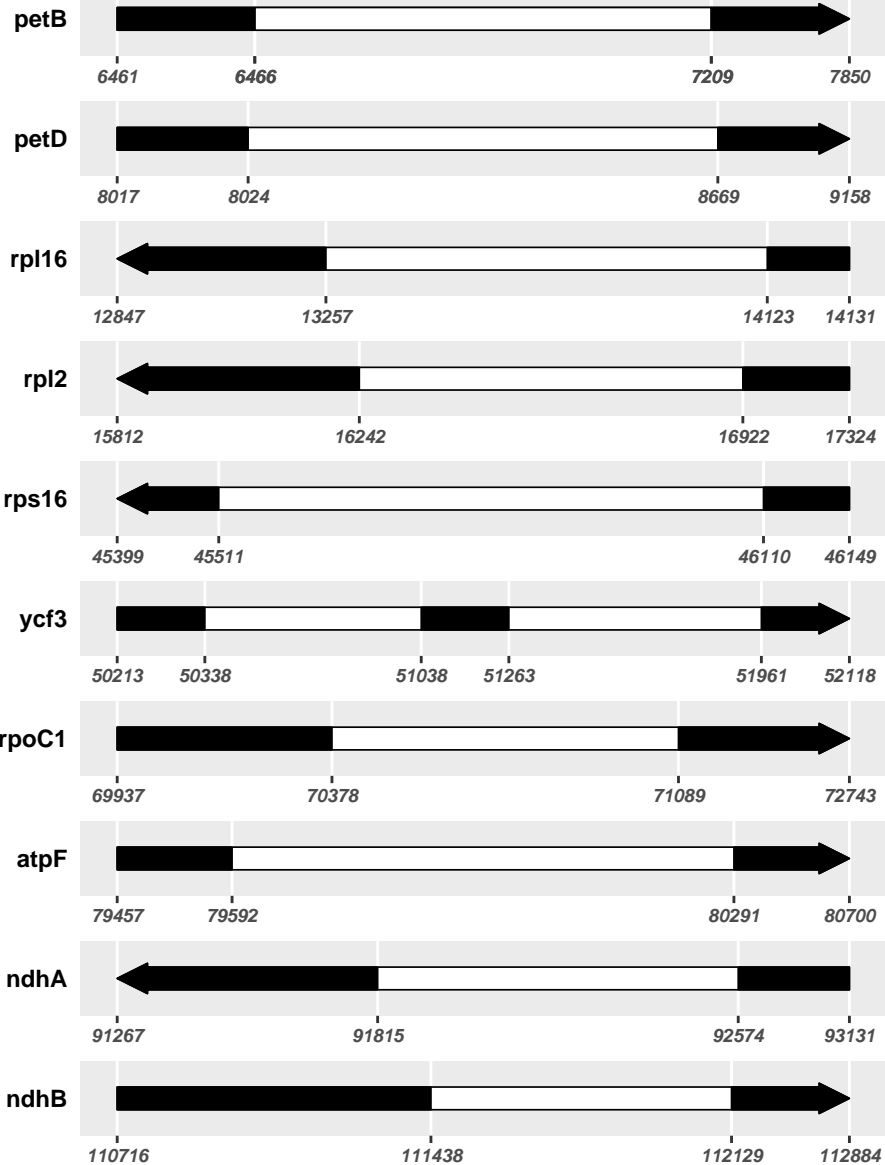 petB
6461 6466 7209 7850
petD
8017 8024 8669 9158
rpl16
12847 13257 14123 14131
rpl2
15812 16242 16922 17324
rps16
45399 45511 46110 46149
ycf3
50213 50338 51038 51263 51961 52118
rpoC1
69937 70378 71089 72743
atpF
79457 79592 80291 80700
ndhA
91267 91815 92574 93131
ndhB
110716 111438 112129 112884